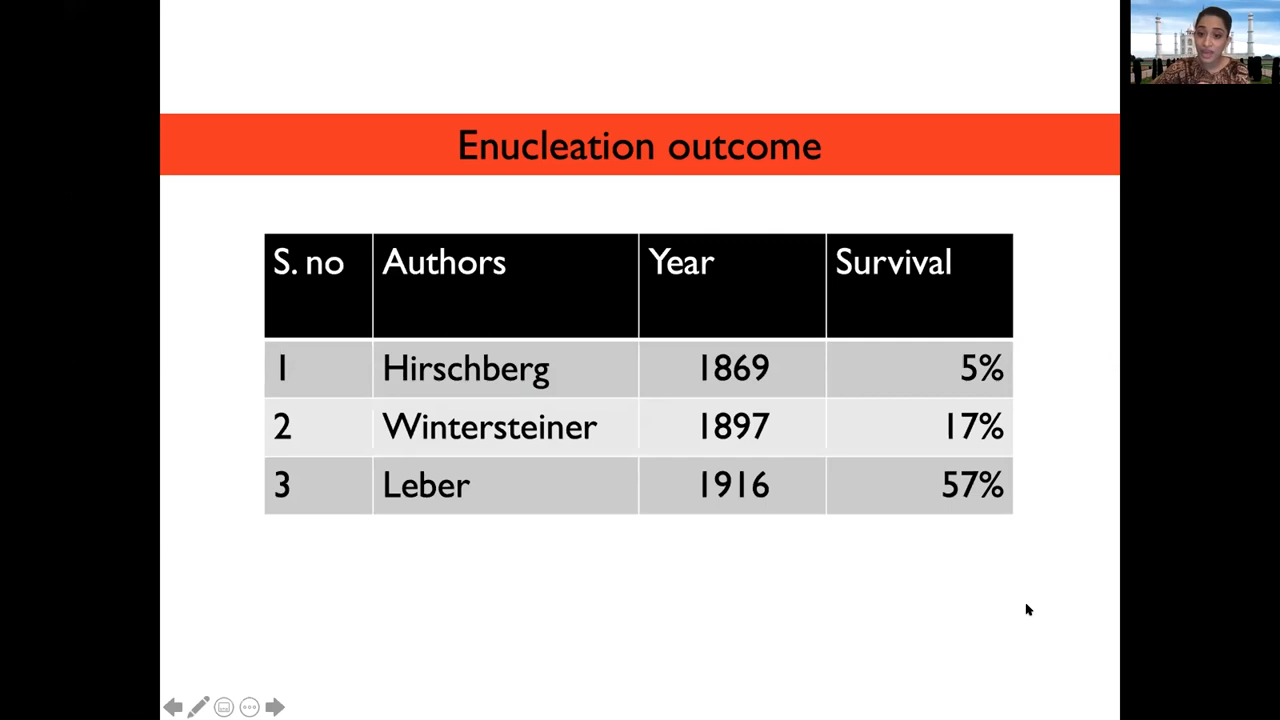 Enucleation outcome
S. no Authors Year Survival
1 Hirschberg 1869 5%
2 Wintersteiner 1897 17%
3 Leber 1916 57%